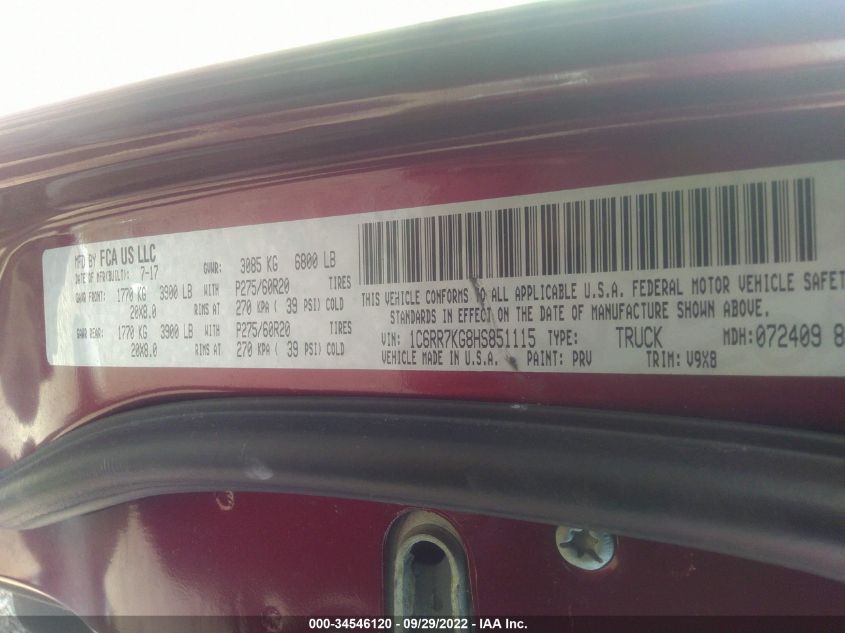 MFD BY FCA US LLC
DATE OF MFR(BUILT): 7-17 GVWR: 3085 KG 6800 LB
GAWR FRONT: 1770 KG 3900 LB WITH P275/60R20 TIRES
20X8.0 RIMS AT 270 KPA ( 39 PSI) COLD
GAWR REAR: 1770 KG 3900 LB WITH P275/60R20 TIRES
20X8.0 RIMS AT 270 KPA ( 39 PSI) COLD
THIS VEHICLE CONFORMS TO ALL APPLICABLE U.S.A. FEDERAL MOTOR VEHICLE SAFETY
STANDARDS IN EFFECT ON THE DATE OF MANUFACTURE SHOWN ABOVE.
VIN: 1C6RR7KG8HS851115 TYPE: TRUCK MDH: 072409 8
VEHICLE MADE IN U.S.A. PAINT: PRV TRIM: V9X8
000-34546120 - 09/29/2022 - IAA Inc.